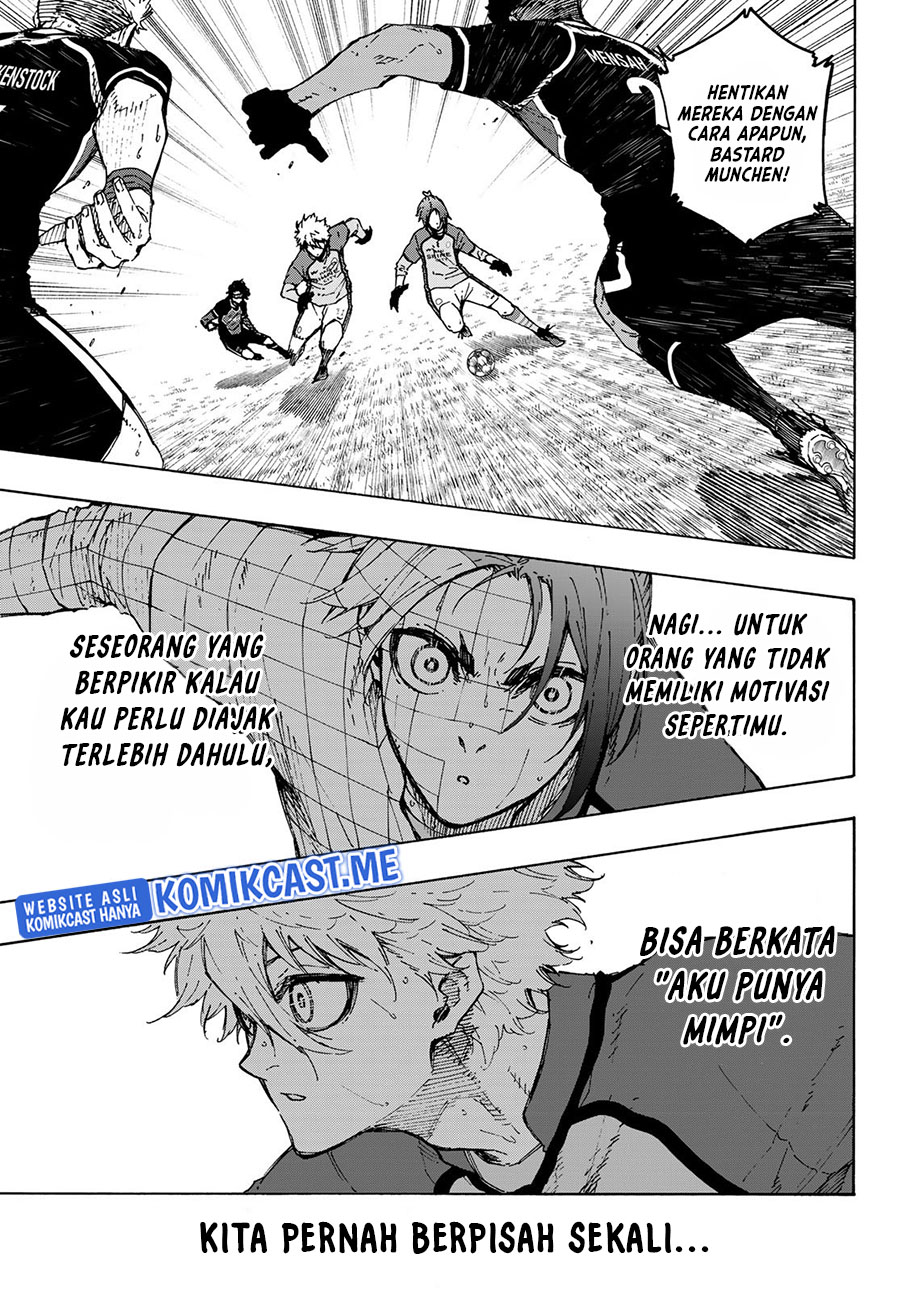 KENSTOCK
MENSAH
2
HENTIKAN
MEREKA DENGAN
CARA APAPUN,
BASTARD
MUNCHEN!
NAGI... UNTUK
ORANG YANG TIDAK
MEMILIKI MOTIVASI
SEPERTIMU.
SESEORANG YANG
BERPIKIR KALAU
KAU PERLU DIAJAK
TERLEBIH DAHULU,
WEBSITE ASLI
KOMIKCAST HANYA
KOMIKCAST.ME
BISA BERKATA
"AKU PUNYA
MIMPI".
KITA PERNAH BERPISAH SEKALI...